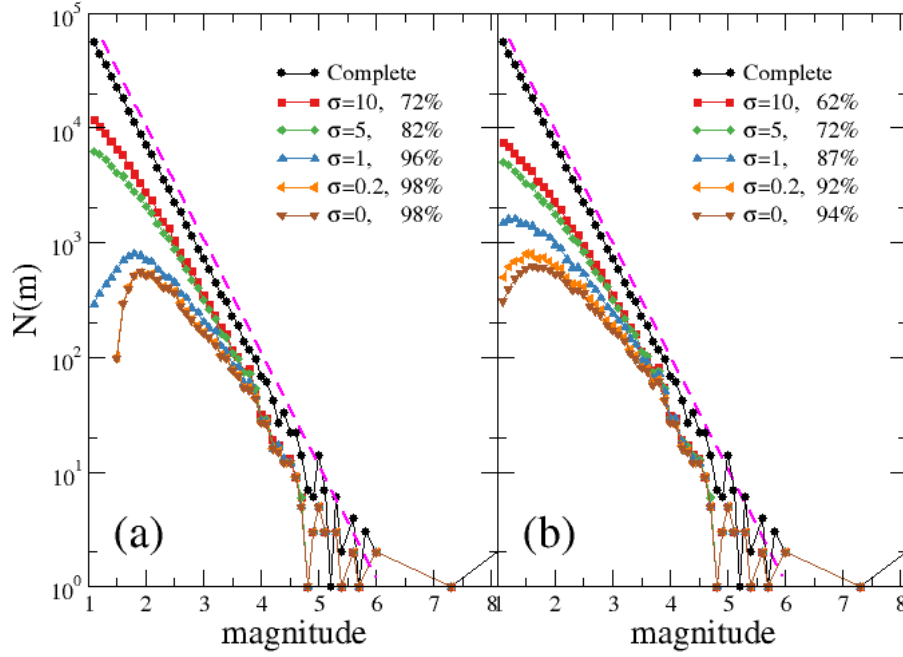 10^5
10^4
10^3
10^2
10^1
10^0
N(m)
Complete
σ=10, 72%
σ=5, 82%
σ=1, 96%
σ=0.2, 98%
σ=0, 98%
(a)
1 2 3 4 5 6 7 8
magnitude
Complete
σ=10, 62%
σ=5, 72%
σ=1, 87%
σ=0.2, 92%
σ=0, 94%
(b)
1 2 3 4 5 6 7 8
magnitude